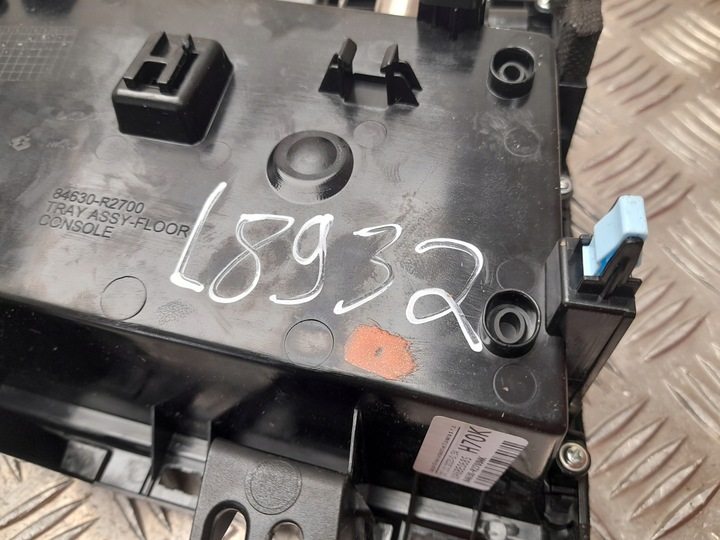 84630-R2700
TRAY ASSY-FLOOR
CONSOLE
L8932
H70K